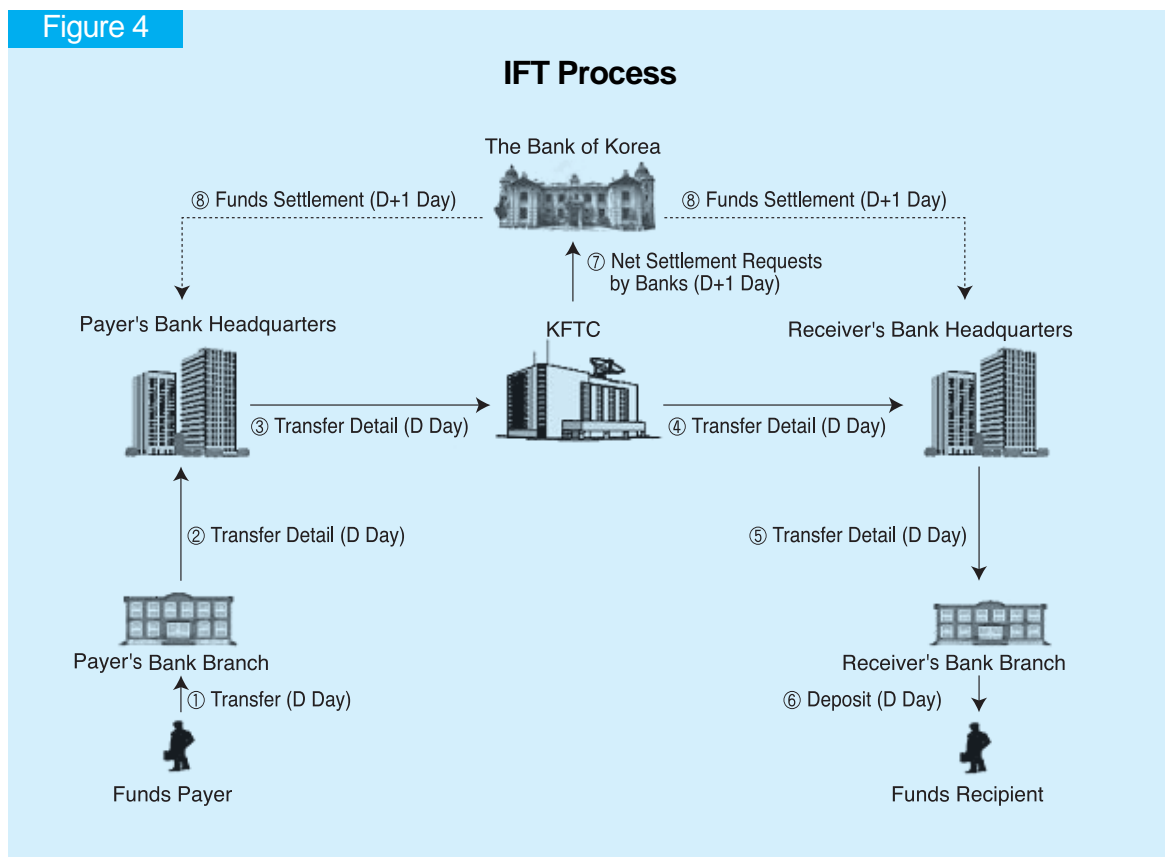 Figure 4
IFT Process
The Bank of Korea
⑧ Funds Settlement (D+1 Day)
⑧ Funds Settlement (D+1 Day)
⑦ Net Settlement Requests
by Banks (D+1 Day)
Payer's Bank Headquarters
KFTC
Receiver's Bank Headquarters
③ Transfer Detail (D Day)
④ Transfer Detail (D Day)
② Transfer Detail (D Day)
⑤ Transfer Detail (D Day)
Payer's Bank Branch
Receiver's Bank Branch
① Transfer (D Day)
⑥ Deposit (D Day)
Funds Payer
Funds Recipient